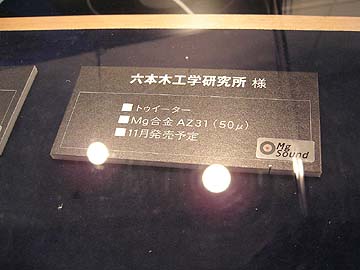 六本木工学研究所 様
■トゥイーター
■Mg合金 AZ31（50μ）
■11月発売予定
Mg
Sound